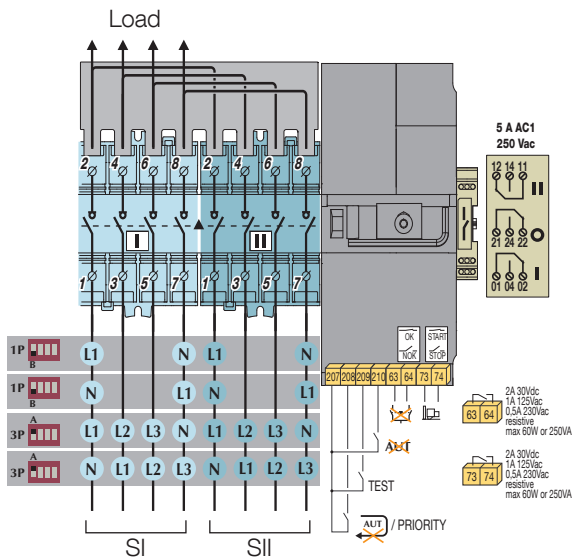 Load
5 A AC1
250 Vac
2 4 6 8 2 4 6 8
12 14 11
II
I II
21 24 22
O
1 3 5 7 1 3 5 7
01 04 02
I
OK START
NOK STOP
1P B L1 N L1 N
207 208 209 210 63 64 73 74
1P B N L1 N L1
3P A L1 L2 L3 N L1 L2 L3 N
3P A N L1 L2 L3 N L1 L2 L3
AUT
TEST
AUT / PRIORITY
63 64
2A 30Vdc
1A 125Vac
0,5A 230Vac
resistive
max 60W or 250VA
73 74
2A 30Vdc
1A 125Vac
0,5A 230Vac
resistive
max 60W or 250VA
SI SII